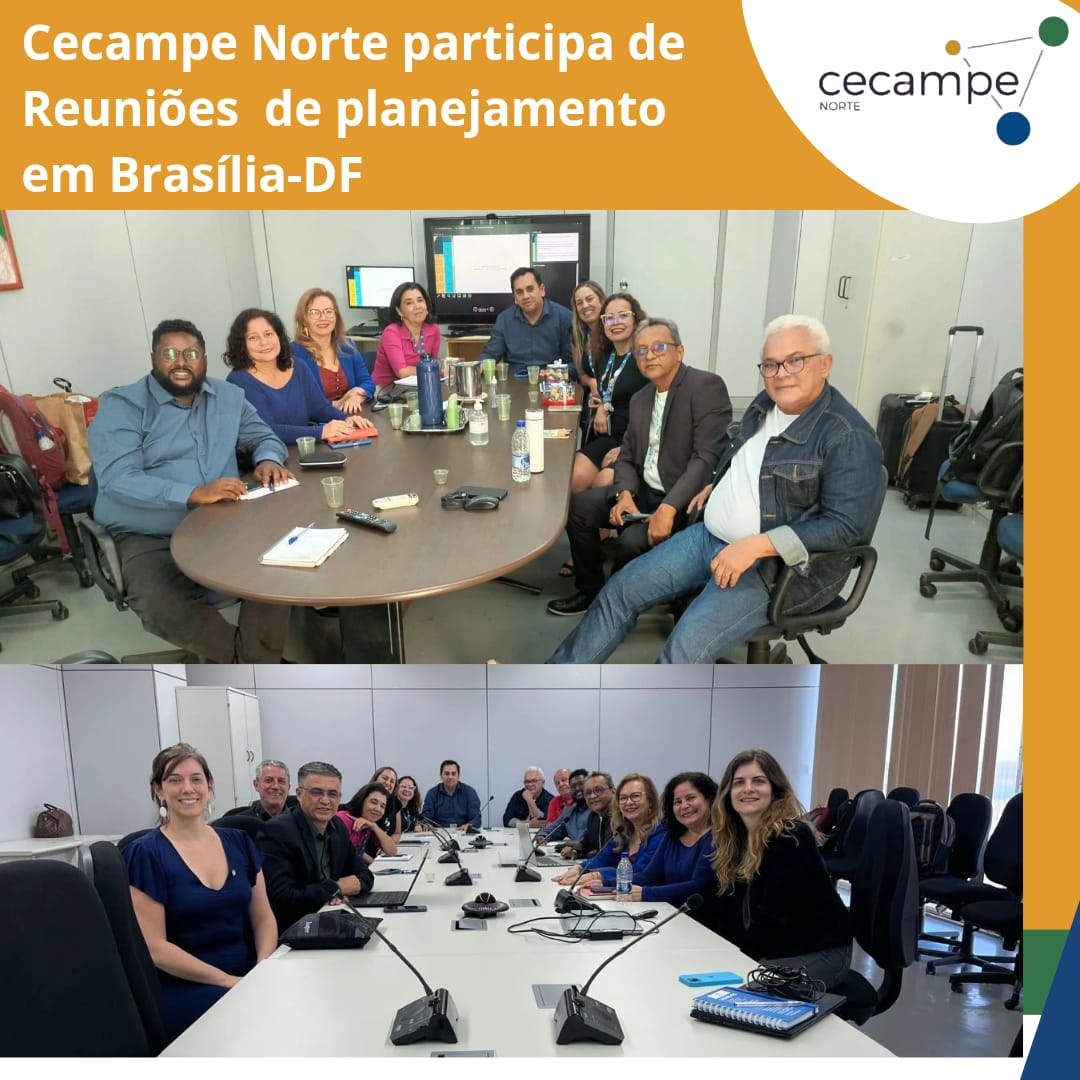 Cecampe Norte participa de
Reuniões de planejamento
em Brasília-DF
cecampe
NORTE